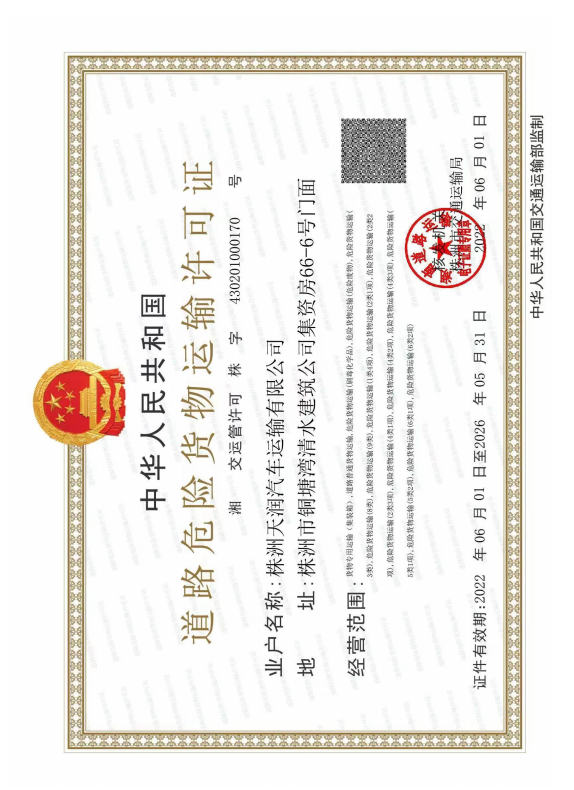 中华人民共和国
道路危险货物运输许可证
湘 交运管许可 株 字 430201000170 号
业户名称:株洲天润汽车运输有限公司
地 址:株洲市铜塘湾清水建筑公司集资房66-6号门面
经营范围:货物专用运输(集装箱),道路普通货物运输,危险货物运输(剧毒化学品),危险货物运输(危险废物),危险货物运输(
3类),危险货物运输(8类),危险货物运输(9类),危险货物运输(1类4项),危险货物运输(2类1项),危险货物运输(2类2
项),危险货物运输(2类3项),危险货物运输(4类1项),危险货物运输(4类2项),危险货物运输(4类3项),危险货物运输(
5类1项),危险货物运输(5类2项),危险货物运输(6类1项),危险货物运输(6类2项)
核发机关
株洲市交通运输局
证件有效期:2022 年 06 月 01 日至2026 年 05 月 31 日
2022 年 06 月 01 日
中华人民共和国交通运输部监制